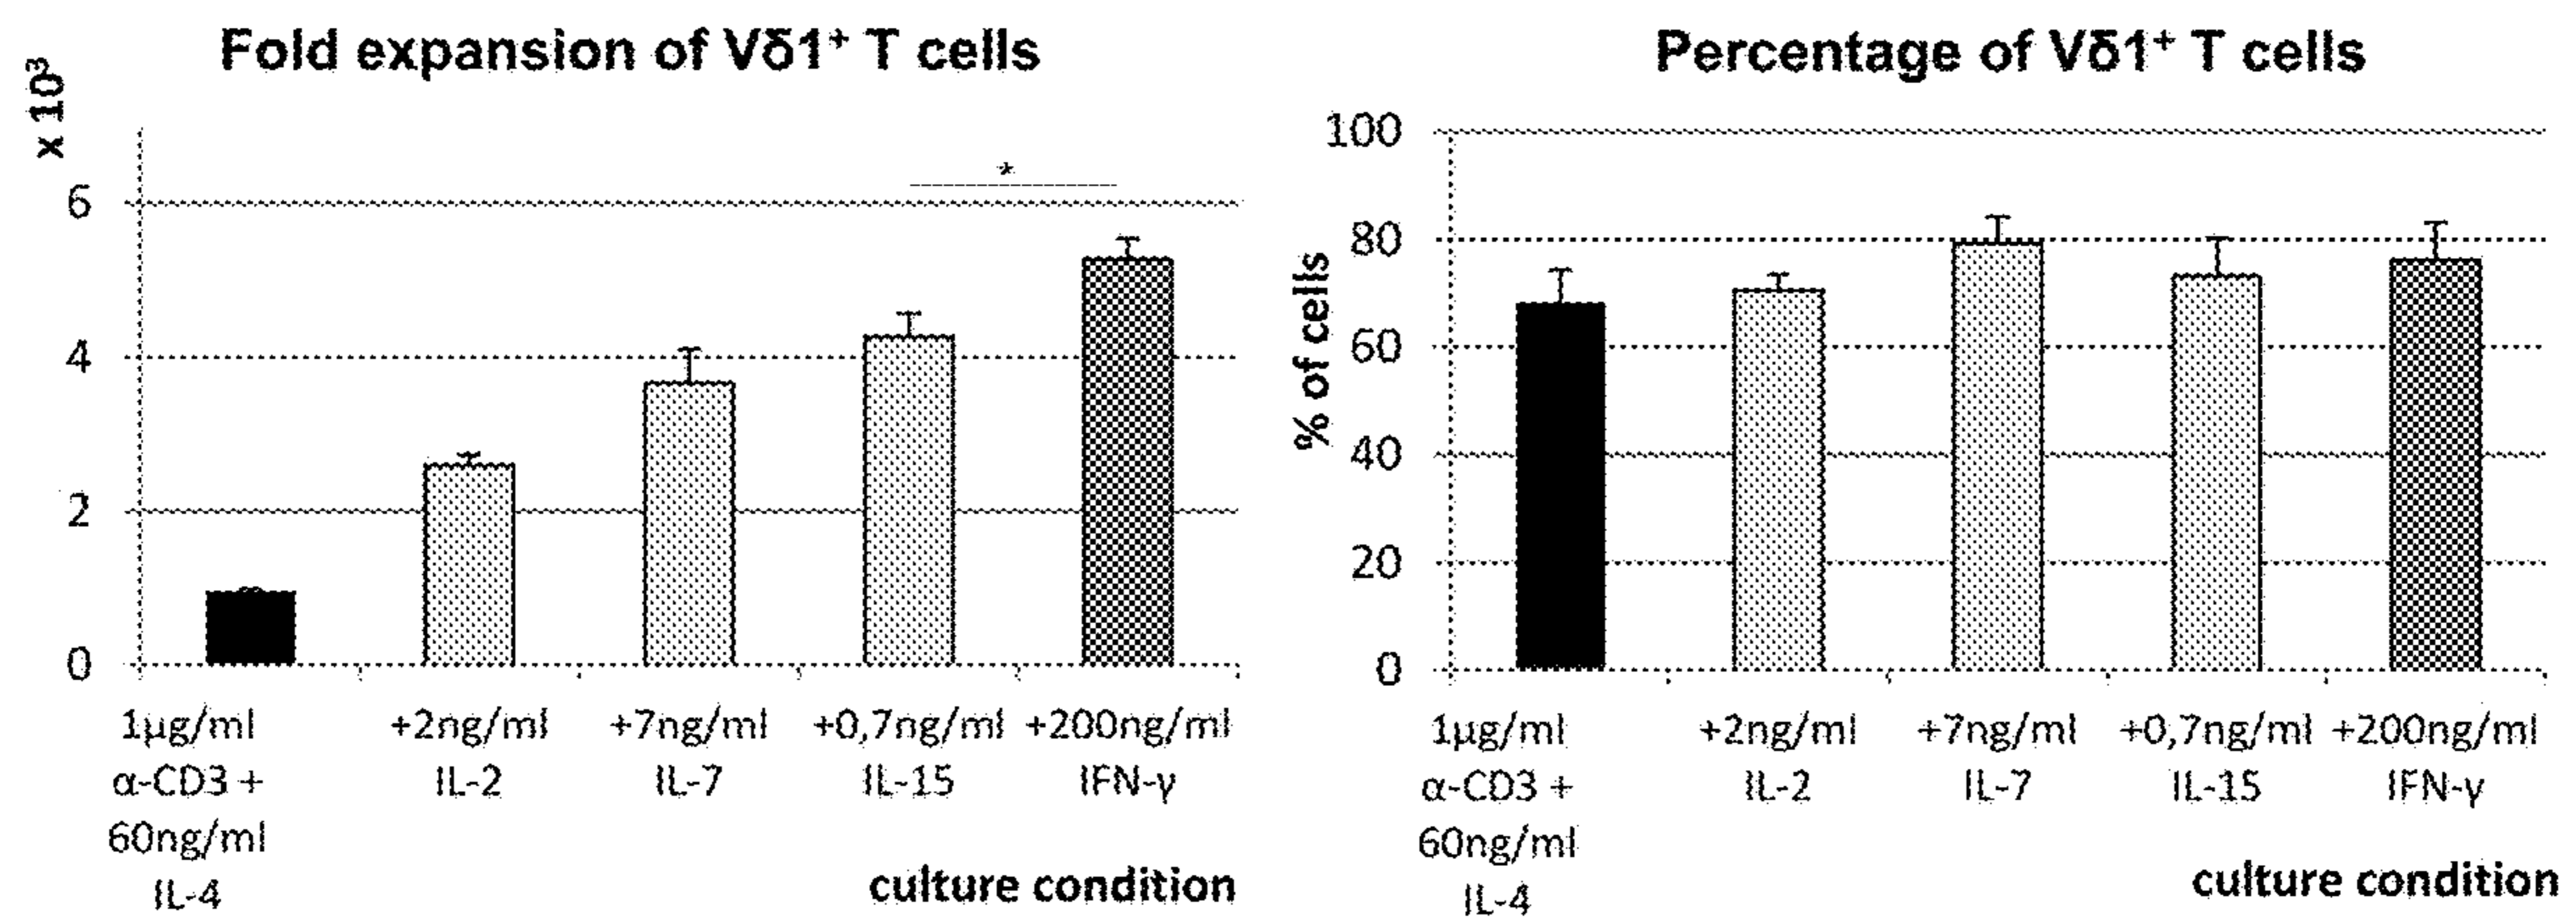 Fold expansion of Vδ1⁺ T cells
x 10³
6
4
2
0
*
1µg/ml
α-CD3 +
60ng/ml
IL-4
+2ng/ml
IL-2
+7ng/ml
IL-7
+0,7ng/ml
IL-15
+200ng/ml
IFN-γ
culture condition
Percentage of Vδ1⁺ T cells
% of cells
100
80
60
40
20
0
1µg/ml
α-CD3 +
60ng/ml
IL-4
+2ng/ml
IL-2
+7ng/ml
IL-7
+0,7ng/ml
IL-15
+200ng/ml
IFN-γ
culture condition